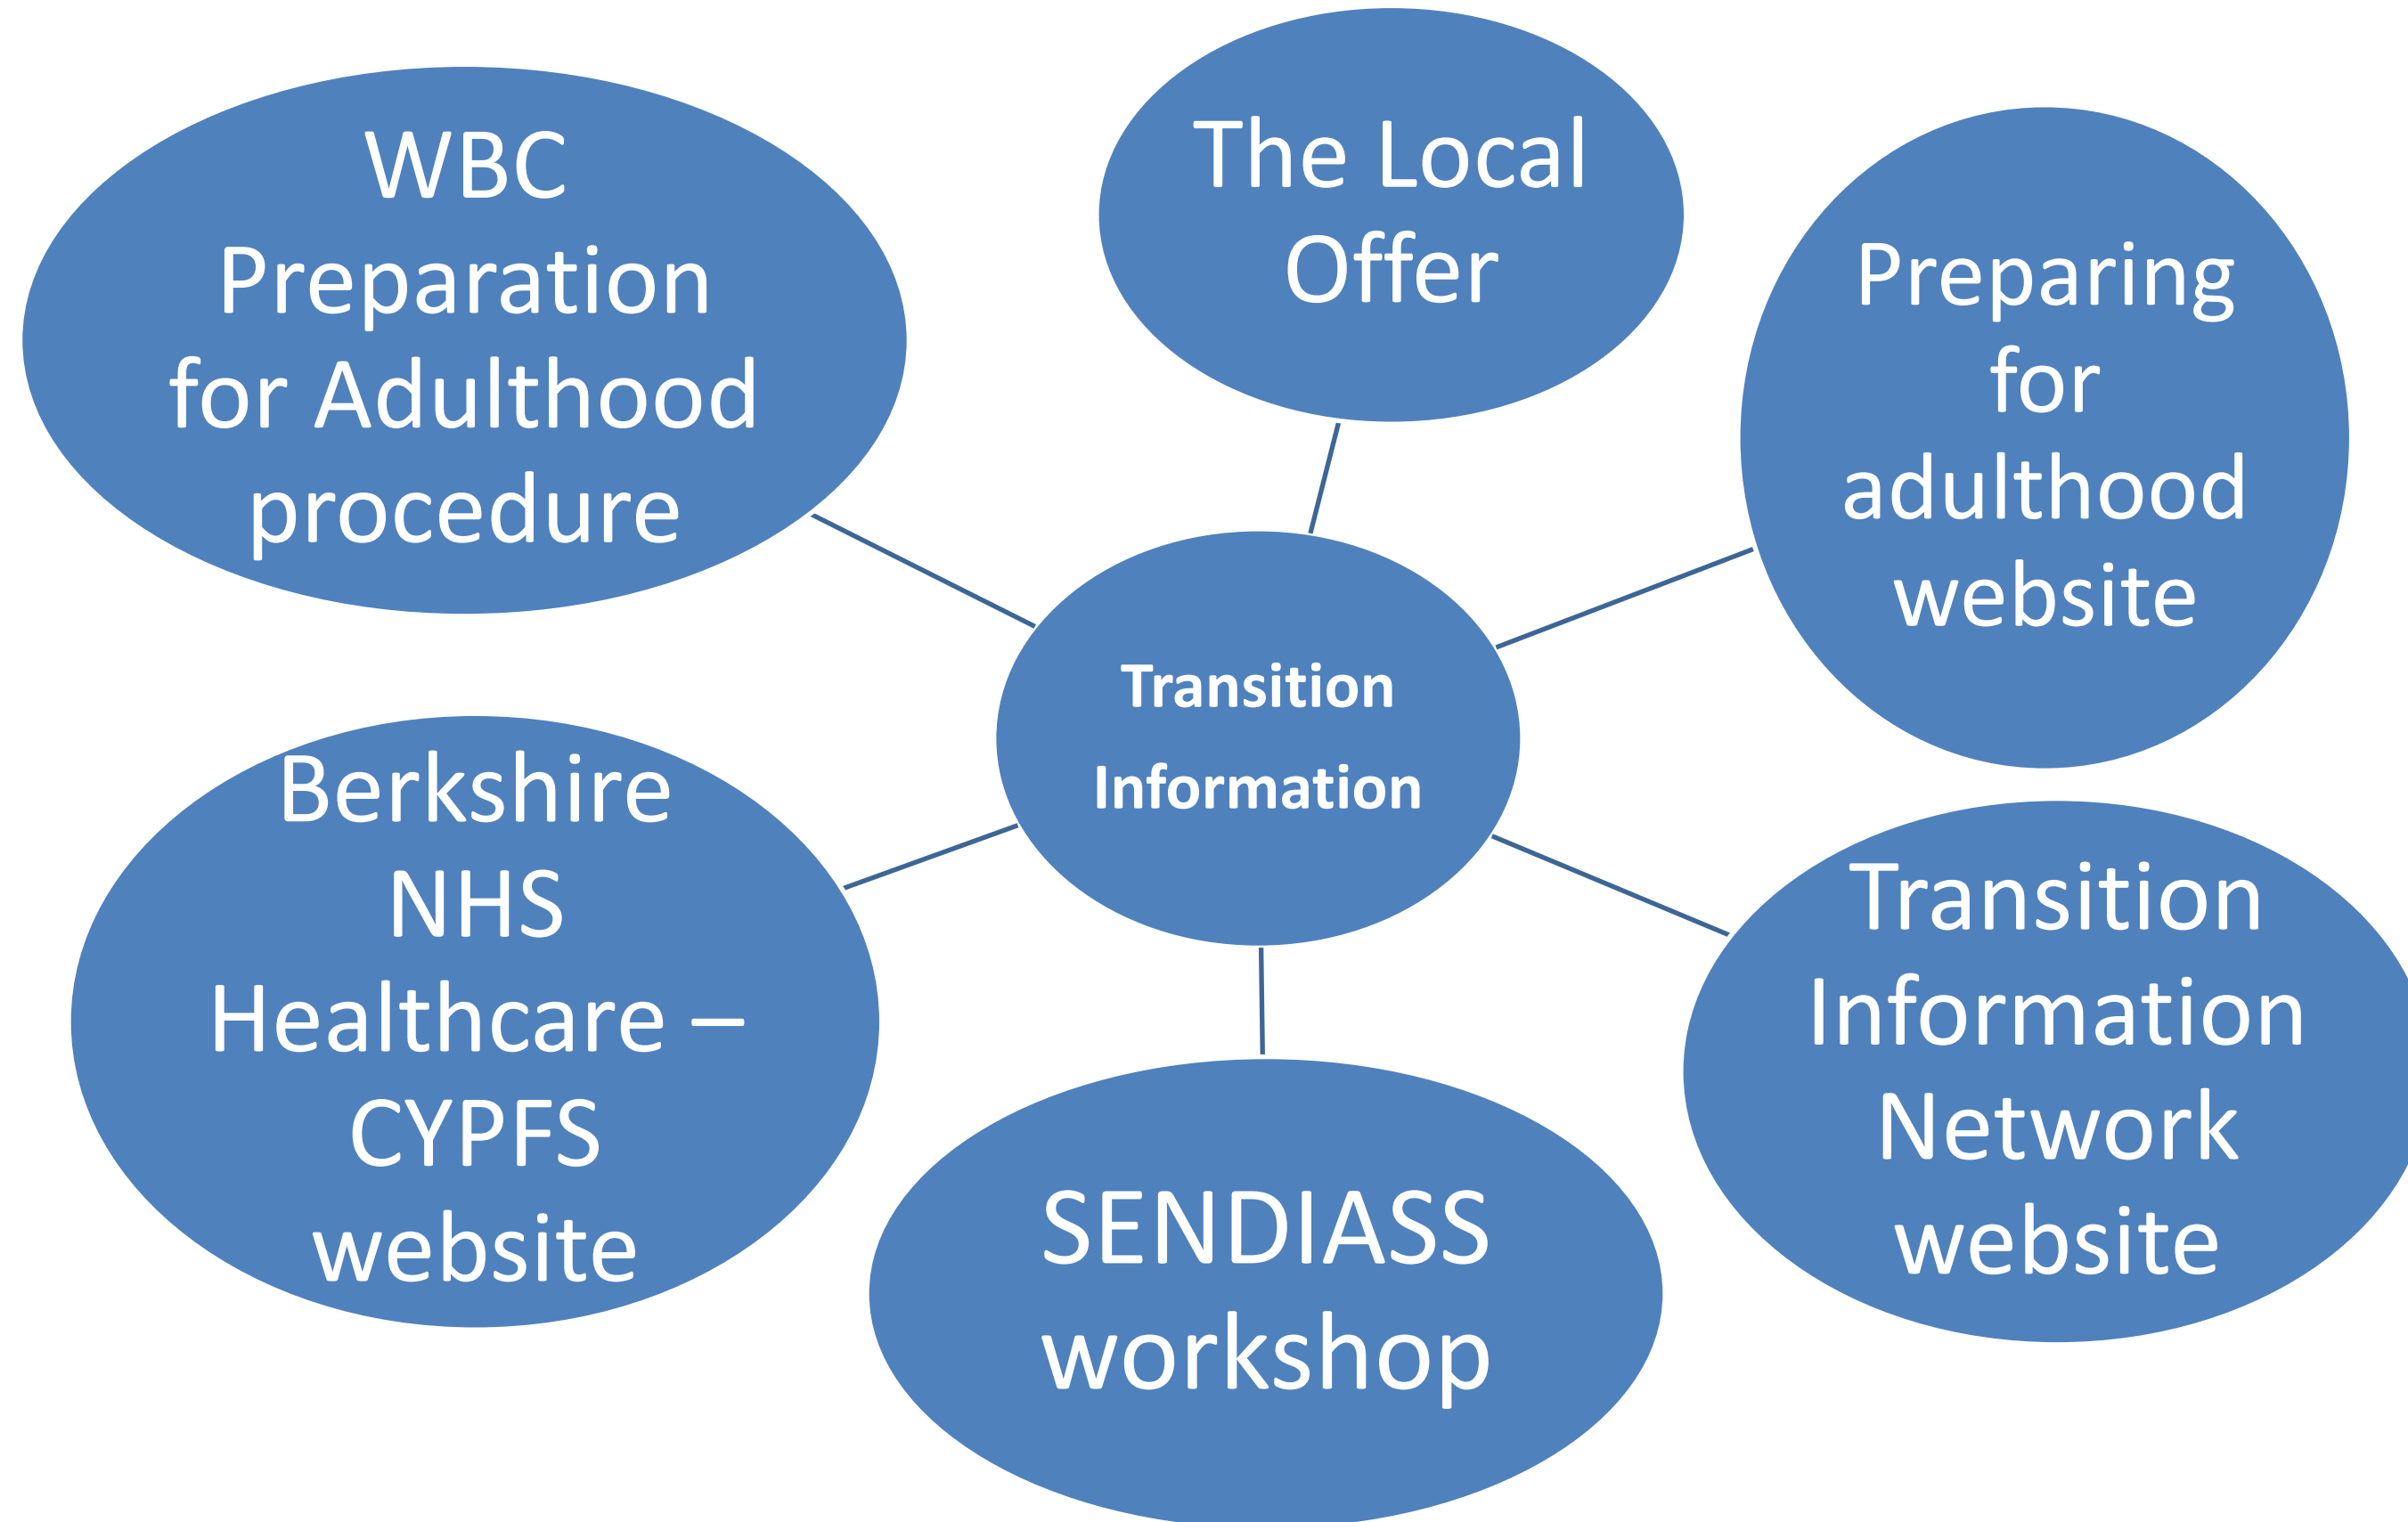 WBC
Preparation
for Adulthood
procedure
The Local
Offer
Preparing
for
adulthood
website
Transition
Information
Berkshire
NHS
Healthcare –
CYPFS
website
SENDIASS
workshop
Transition
Information
Network
website